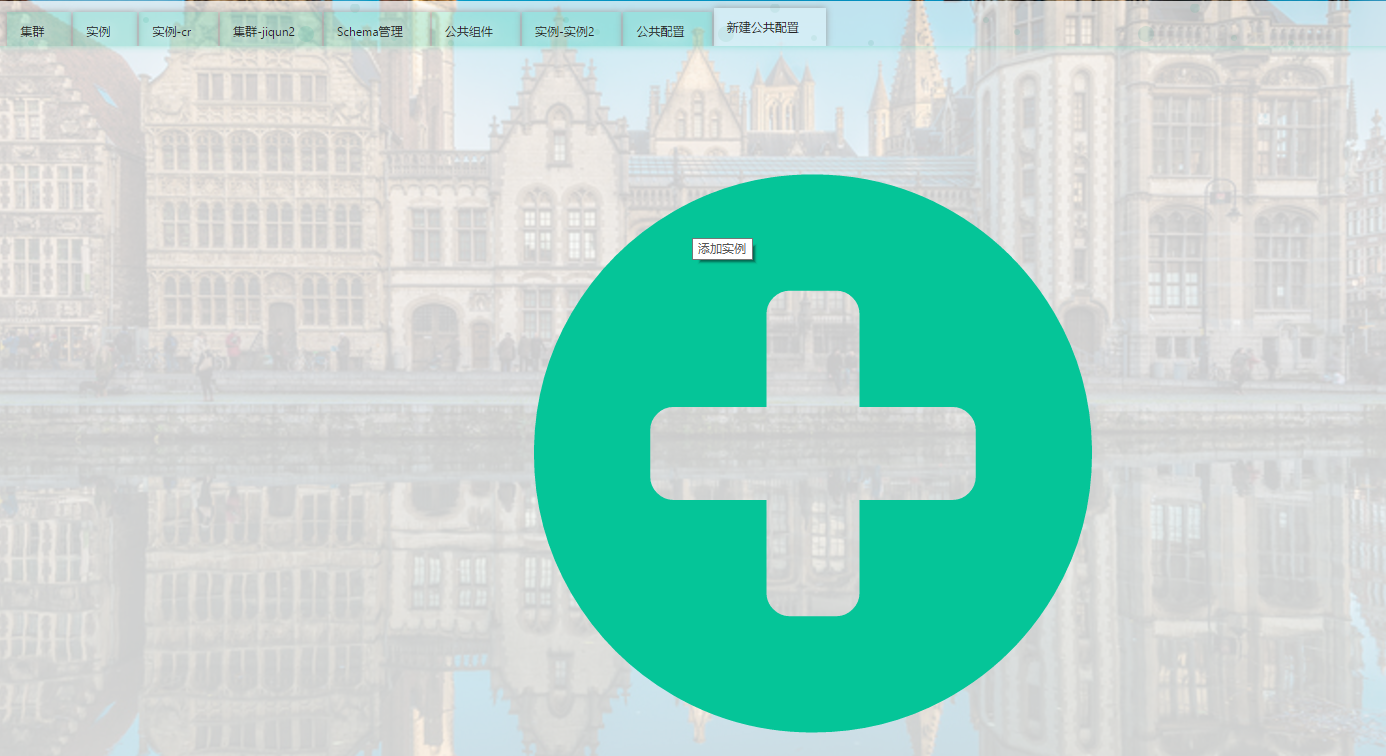 集群
实例
实例-cr
集群-jiqun2
Schema管理
公共组件
实例-实例2
公共配置
新建公共配置
添加实例